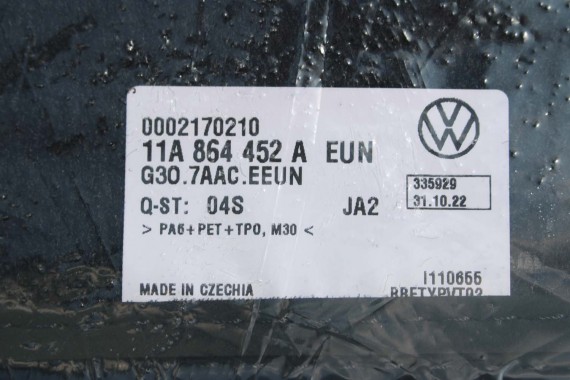 0002170210
11A 864 452 A EUN
G30.7AAC.EEUN
335929
31.10.22
Q-ST: 04S JA2
> PA6+PET+TPO, M30 <
I110655
MADE IN CZECHIA